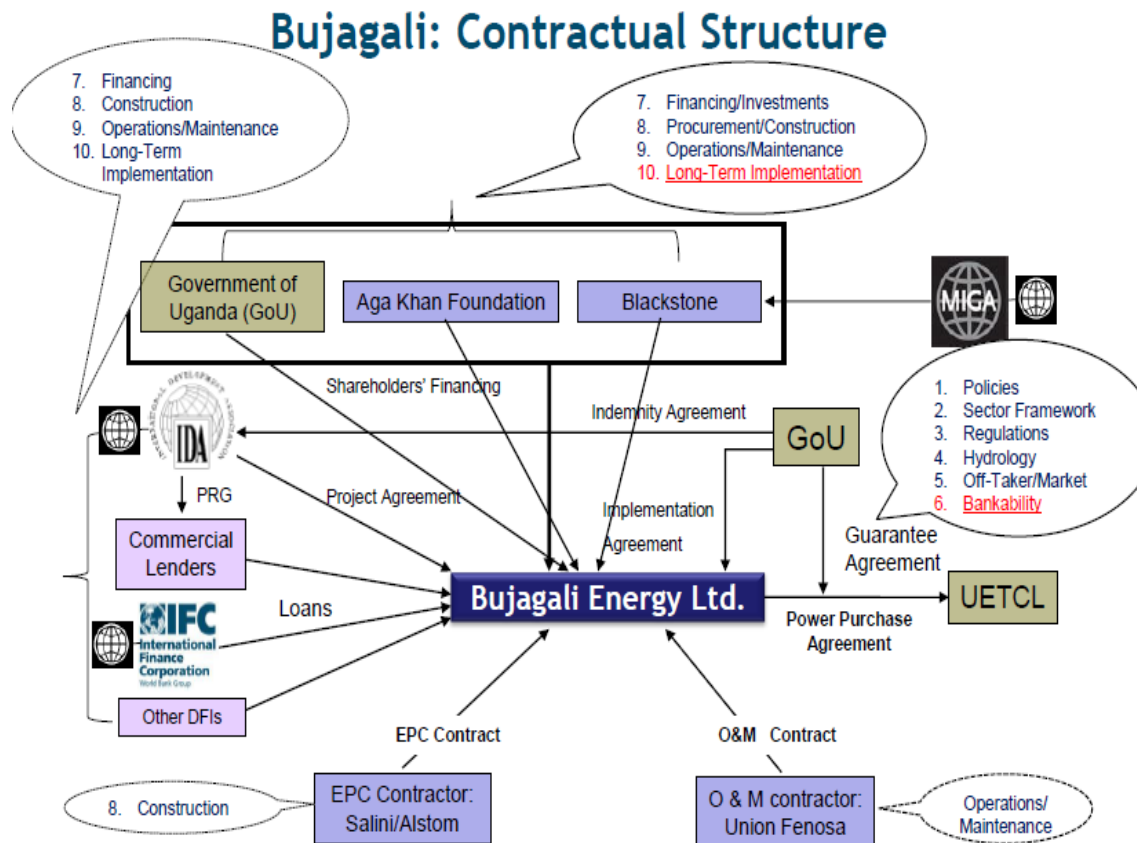 Bujagali: Contractual Structure
7. Financing
8. Construction
9. Operations/Maintenance
10. Long-Term
Implementation
7. Financing/Investments
8. Procurement/Construction
9. Operations/Maintenance
10. Long-Term Implementation
Government of
Uganda (GoU)
Aga Khan Foundation
Blackstone
MIGA
Shareholders' Financing
Indemnity Agreement
GoU
1. Policies
2. Sector Framework
3. Regulations
4. Hydrology
5. Off-Taker/Market
6. Bankability
INTERNATIONAL DEVELOPMENT ASSOCIATION
IDA
PRG
Project Agreement
Implementation
Agreement
Guarantee
Agreement
Commercial
Lenders
Bujagali Energy Ltd.
UETCL
Power Purchase
Agreement
Loans
IFC
International
Finance
Corporation
World Bank Group
Other DFIs
EPC Contract
O&M Contract
8. Construction
EPC Contractor:
Salini/Alstom
O & M contractor:
Union Fenosa
Operations/
Maintenance